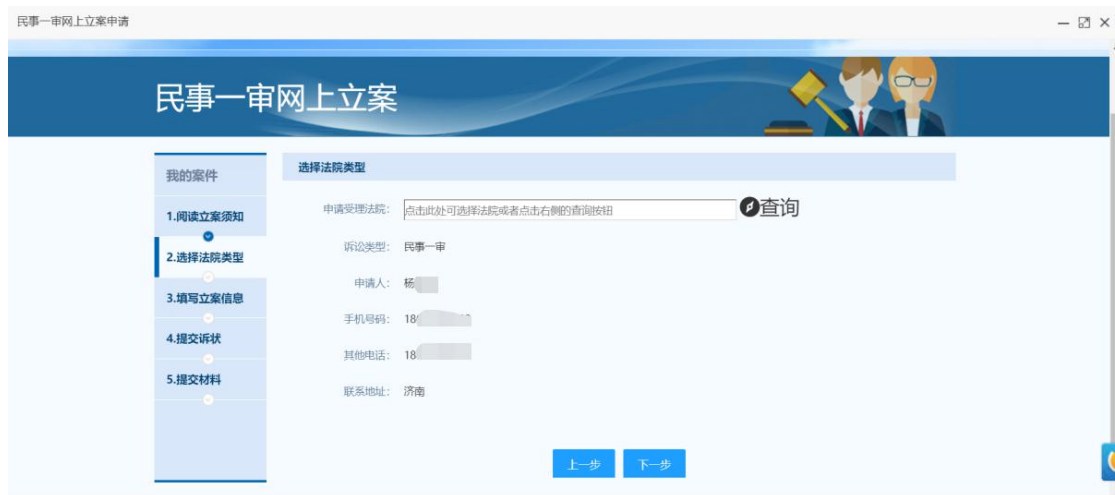 民事一审网上立案申请
民事一审网上立案
我的案件
1.阅读立案须知
2.选择法院类型
3.填写立案信息
4.提交诉状
5.提交材料
选择法院类型
申请受理法院： 点击此处可选择法院或者点击右侧的查询按钮 查询
诉讼类型： 民事一审
申请人： 杨
手机号码： 18
其他电话： 18
联系地址： 济南
上一步 下一步